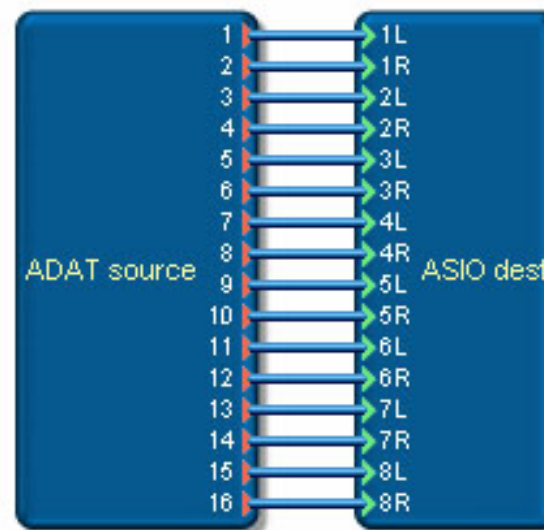 1 1L
2 1R
3 2L
4 2R
5 3L
6 3R
7 4L
8 4R
ADAT source ASIO dest
9 5L
10 5R
11 6L
12 6R
13 7L
14 7R
15 8L
16 8R